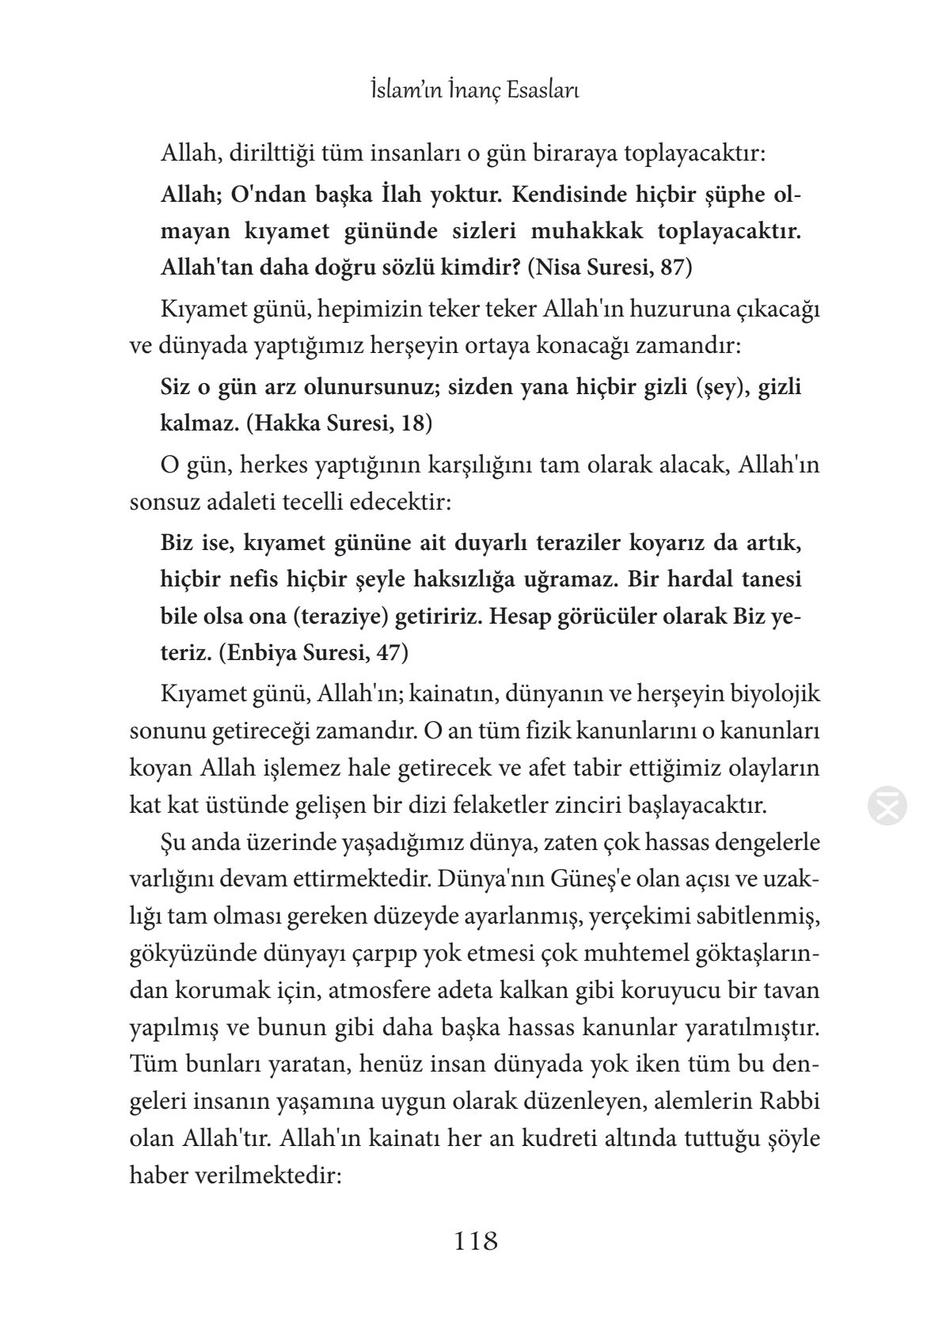 İslam'ın İnanç Esasları
Allah, dirilttiği tüm insanları o gün biraraya toplayacaktır:
Allah; O'ndan başka İlah yoktur. Kendisinde hiçbir şüphe ol-
mayan kıyamet gününde sizleri muhakkak toplayacaktır.
Allah'tan daha doğru sözlü kimdir? (Nisa Suresi, 87)
Kıyamet günü, hepimizin teker teker Allah'ın huzuruna çıkacağı
ve dünyada yaptığımız herşeyin ortaya konacağı zamandır:
Siz o gün arz olunursunuz; sizden yana hiçbir gizli (şey), gizli
kalmaz. (Hakka Suresi, 18)
O gün, herkes yaptığının karşılığını tam olarak alacak, Allah'ın
sonsuz adaleti tecelli edecektir:
Biz ise, kıyamet gününe ait duyarlı teraziler koyarız da artık,
hiçbir nefis hiçbir şeyle haksızlığa uğramaz. Bir hardal tanesi
bile olsa ona (teraziye) getiririz. Hesap görücüler olarak Biz ye-
teriz. (Enbiya Suresi, 47)
Kıyamet günü, Allah'ın; kainatın, dünyanın ve herşeyin biyolojik
sonunu getireceği zamandır. O an tüm fizik kanunlarını o kanunları
koyan Allah işlemez hale getirecek ve afet tabir ettiğimiz olayların
kat kat üstünde gelişen bir dizi felaketler zinciri başlayacaktır.
Şu anda üzerinde yaşadığımız dünya, zaten çok hassas dengelerle
varlığını devam ettirmektedir. Dünya'nın Güneş'e olan açısı ve uzak-
lığı tam olması gereken düzeyde ayarlanmış, yerçekimi sabitlenmiş,
gökyüzünde dünyayı çarpıp yok etmesi çok muhtemel göktaşların-
dan korumak için, atmosfere adeta kalkan gibi koruyucu bir tavan
yapılmış ve bunun gibi daha başka hassas kanunlar yaratılmıştır.
Tüm bunları yaratan, henüz insan dünyada yok iken tüm bu den-
geleri insanın yaşamına uygun olarak düzenleyen, alemlerin Rabbi
olan Allah'tır. Allah'ın kainatı her an kudreti altında tuttuğu şöyle
haber verilmektedir:
118